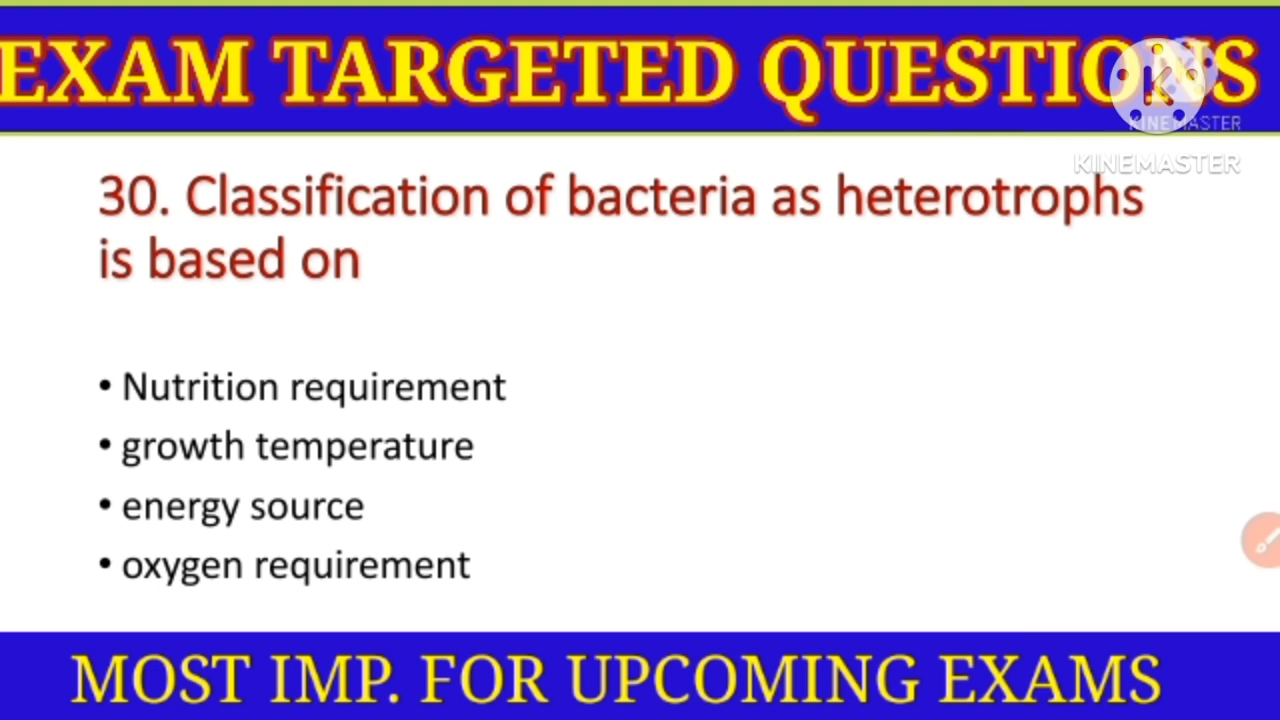 EXAM TARGETED QUESTIONS
KINEMASTER
KINEMASTER
30. Classification of bacteria as heterotrophs
is based on
• Nutrition requirement
• growth temperature
• energy source
• oxygen requirement
MOST IMP. FOR UPCOMING EXAMS